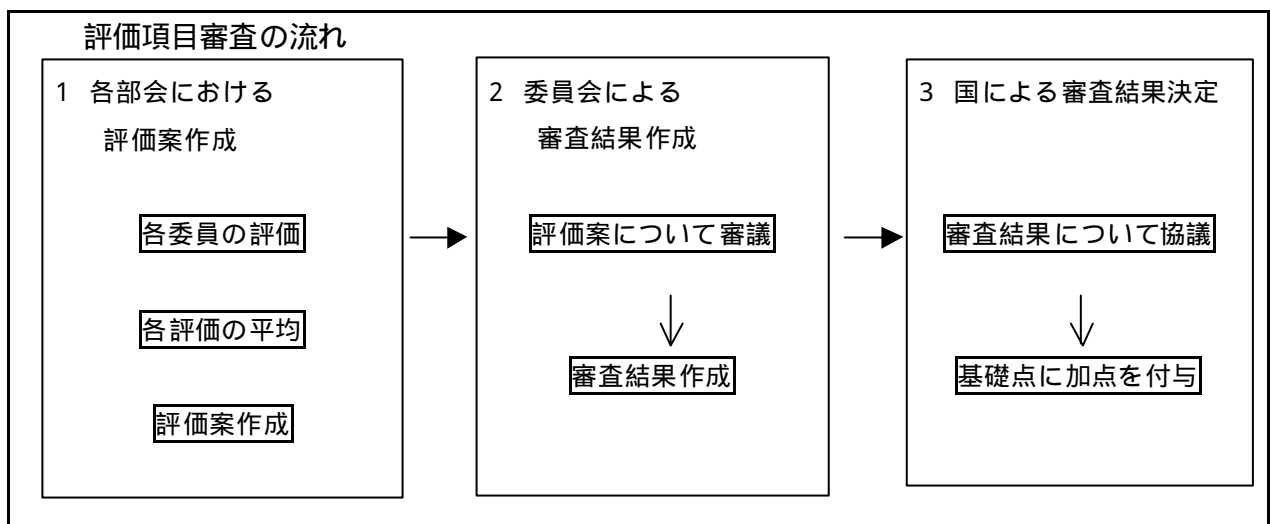 評価項目審査の流れ
1 各部会における
評価案作成
各委員の評価
各評価の平均
評価案作成
2 委員会による
審査結果作成
評価案について審議
審査結果作成
3 国による審査結果決定
審査結果について協議
基礎点に加点を付与